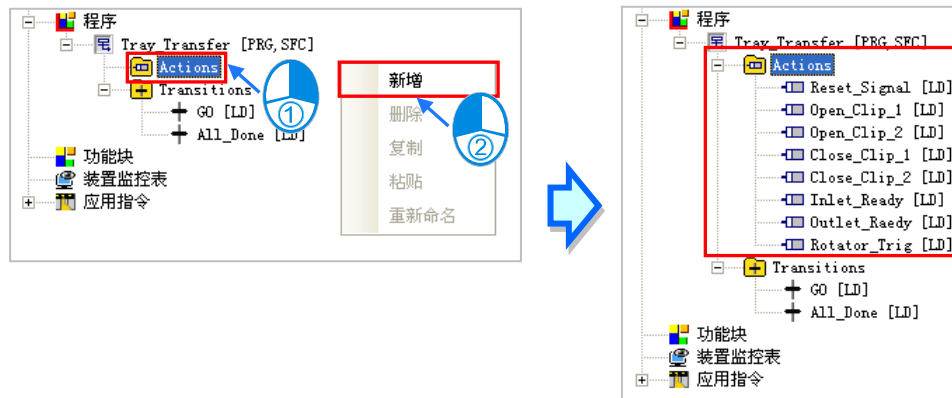 程序
Tray_Transfer [PRG,SFC]
Actions
Transitions
GO [LD]
All_Done [LD]
功能块
装置监控表
应用指令
①
新增
删除
复制
粘贴
重新命名
②
程序
Tray_Transfer [PRG,SFC]
Actions
Reset_Signal [LD]
Open_Clip_1 [LD]
Open_Clip_2 [LD]
Close_Clip_1 [LD]
Close_Clip_2 [LD]
Inlet_Ready [LD]
Outlet_Raedy [LD]
Rotator_Trig [LD]
Transitions
GO [LD]
All_Done [LD]
功能块
装置监控表
应用指令